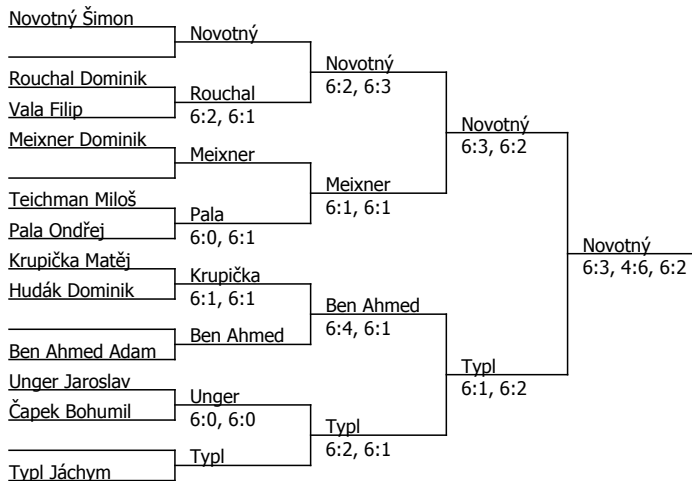 Novotný Šimon
Rouchal Dominik
Vala Filip
Meixner Dominik
Teichman Miloš
Pala Ondřej
Krupička Matěj
Hudák Dominik
Ben Ahmed Adam
Unger Jaroslav
Čapek Bohumil
Typl Jáchym
Novotný
Rouchal
6:2, 6:1
Meixner
Pala
6:0, 6:1
Krupička
6:1, 6:1
Ben Ahmed
Unger
6:0, 6:0
Typl
Novotný
6:2, 6:3
Meixner
6:1, 6:1
Ben Ahmed
6:4, 6:1
Typl
6:2, 6:1
Novotný
6:3, 6:2
Typl
6:1, 6:2
Novotný
6:3, 4:6, 6:2